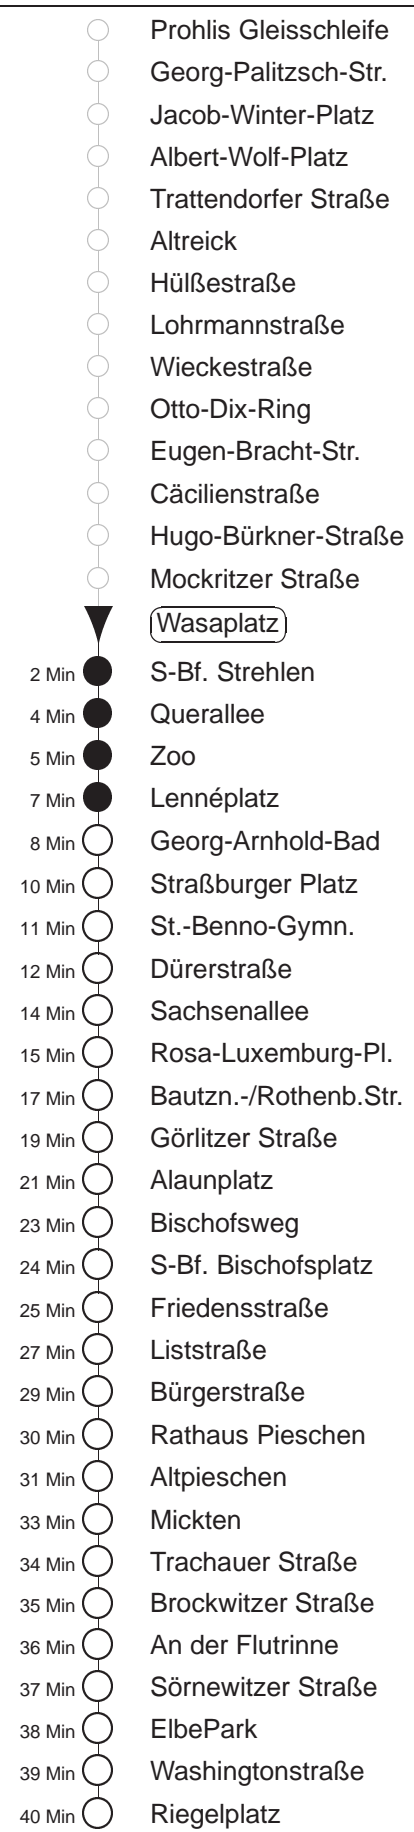 Prohlis Gleisschleife
Georg-Palitzsch-Str.
Jacob-Winter-Platz
Albert-Wolf-Platz
Trattendorfer Straße
Altreick
Hülßestraße
Lohrmannstraße
Wieckestraße
Otto-Dix-Ring
Eugen-Bracht-Str.
Cäcilienstraße
Hugo-Bürkner-Straße
Mockritzer Straße
Wasaplatz
2 Min S-Bf. Strehlen
4 Min Querallee
5 Min Zoo
7 Min Lennéplatz
8 Min Georg-Arnhold-Bad
10 Min Straßburger Platz
11 Min St.-Benno-Gymn.
12 Min Dürerstraße
14 Min Sachsenallee
15 Min Rosa-Luxemburg-Pl.
17 Min Bautzn.-/Rothenb.Str.
19 Min Görlitzer Straße
21 Min Alaunplatz
23 Min Bischofsweg
24 Min S-Bf. Bischofsplatz
25 Min Friedensstraße
27 Min Liststraße
29 Min Bürgerstraße
30 Min Rathaus Pieschen
31 Min Altpieschen
33 Min Mickten
34 Min Trachauer Straße
35 Min Brockwitzer Straße
36 Min An der Flutrinne
37 Min Sörnewitzer Straße
38 Min ElbePark
39 Min Washingtonstraße
40 Min Riegelplatz